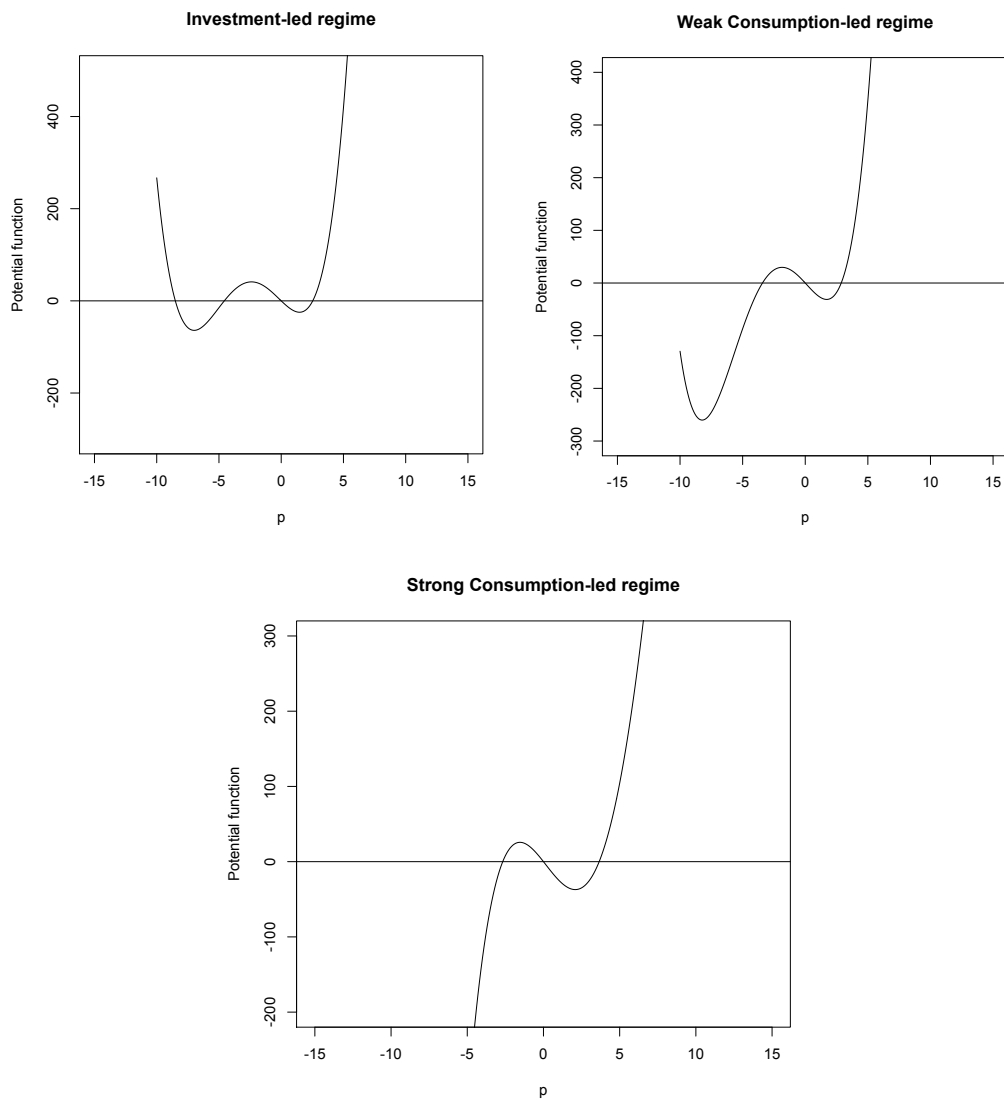 Investment-led regime
Potential function
400
200
0
-200
-15 -10 -5 0 5 10 15
p
Weak Consumption-led regime
Potential function
400
300
200
100
0
-100
-200
-300
-15 -10 -5 0 5 10 15
p
Strong Consumption-led regime
Potential function
300
200
100
0
-100
-200
-15 -10 -5 0 5 10 15
p